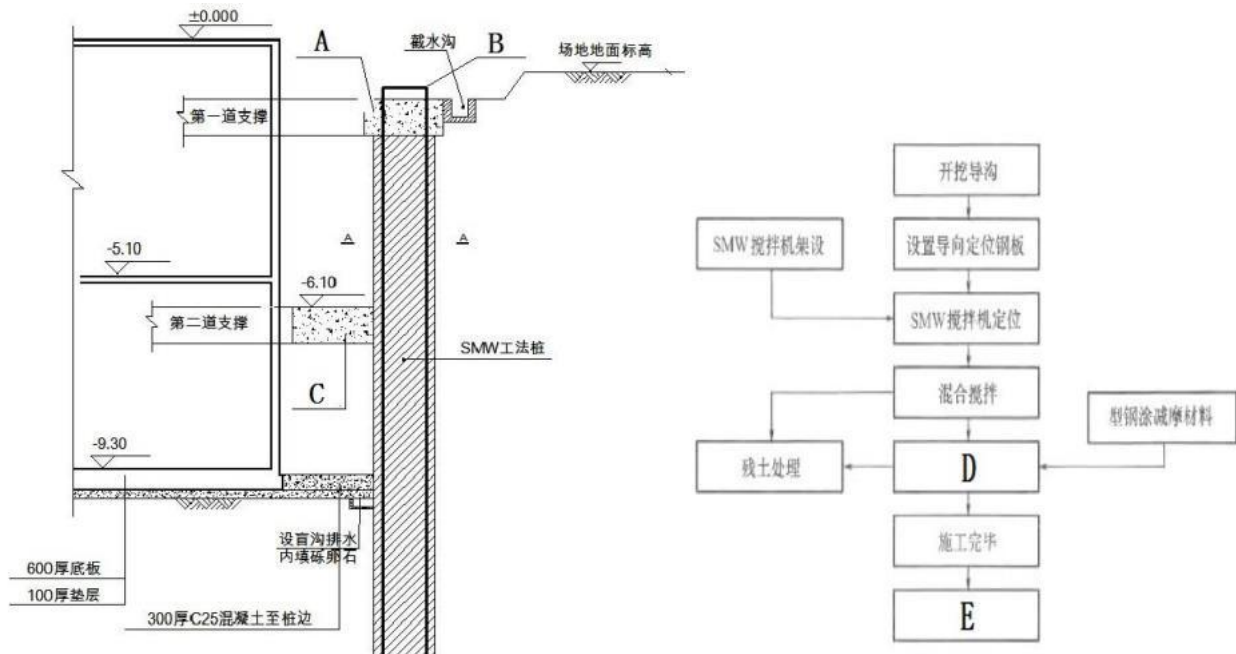 ±0.000
A
截水沟
B
场地地面标高
第一道支撑
A
A
-5.10
-6.10
第二道支撑
SMW工法桩
C
-9.30
设盲沟排水
内填砾卵石
600厚底板
100厚垫层
300厚C25混凝土至桩边
开挖导沟
SMW搅拌机架设
设置导向定位钢板
SMW搅拌机定位
混合搅拌
型钢涂减摩材料
残土处理
D
施工完毕
E